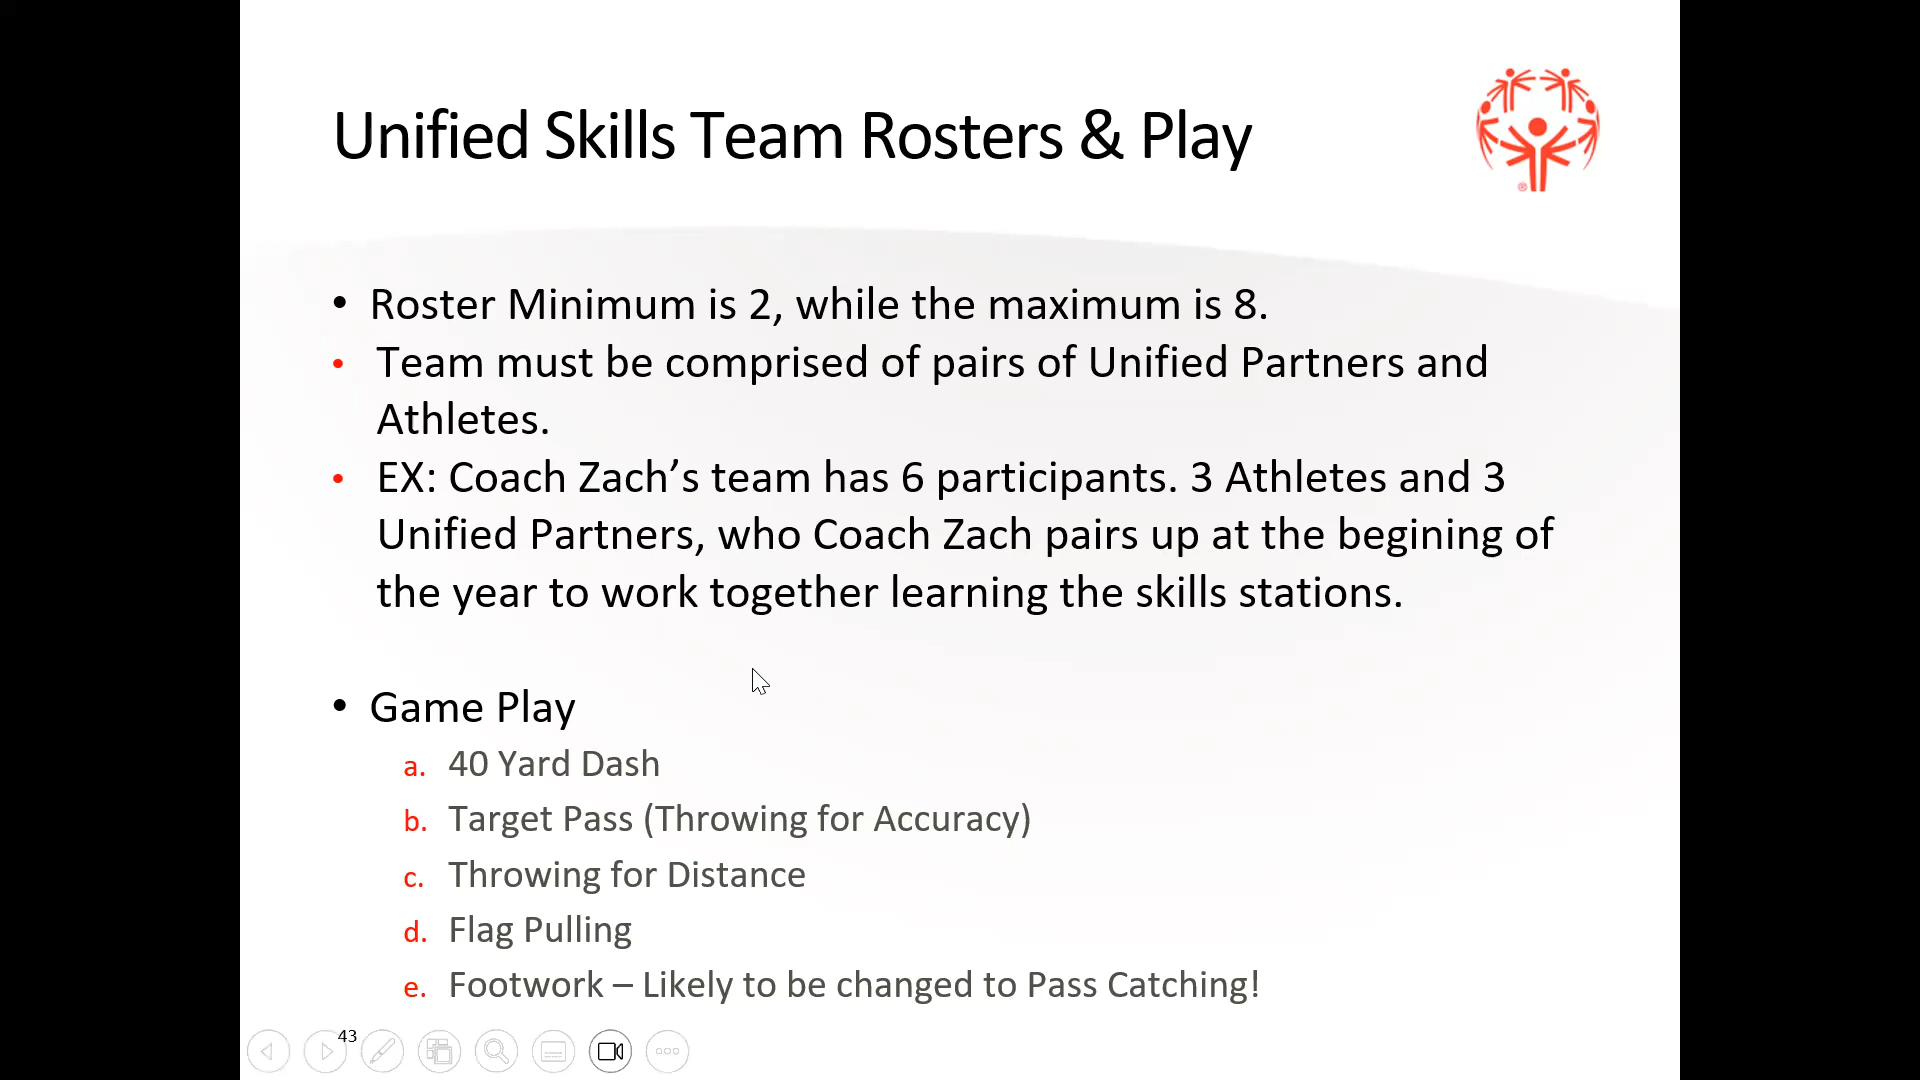 Unified Skills Team Rosters & Play
®
• Roster Minimum is 2, while the maximum is 8.
• Team must be comprised of pairs of Unified Partners and
Athletes.
• EX: Coach Zach’s team has 6 participants. 3 Athletes and 3
Unified Partners, who Coach Zach pairs up at the begining of
the year to work together learning the skills stations.
• Game Play
a. 40 Yard Dash
b. Target Pass (Throwing for Accuracy)
c. Throwing for Distance
d. Flag Pulling
e. Footwork – Likely to be changed to Pass Catching!
43